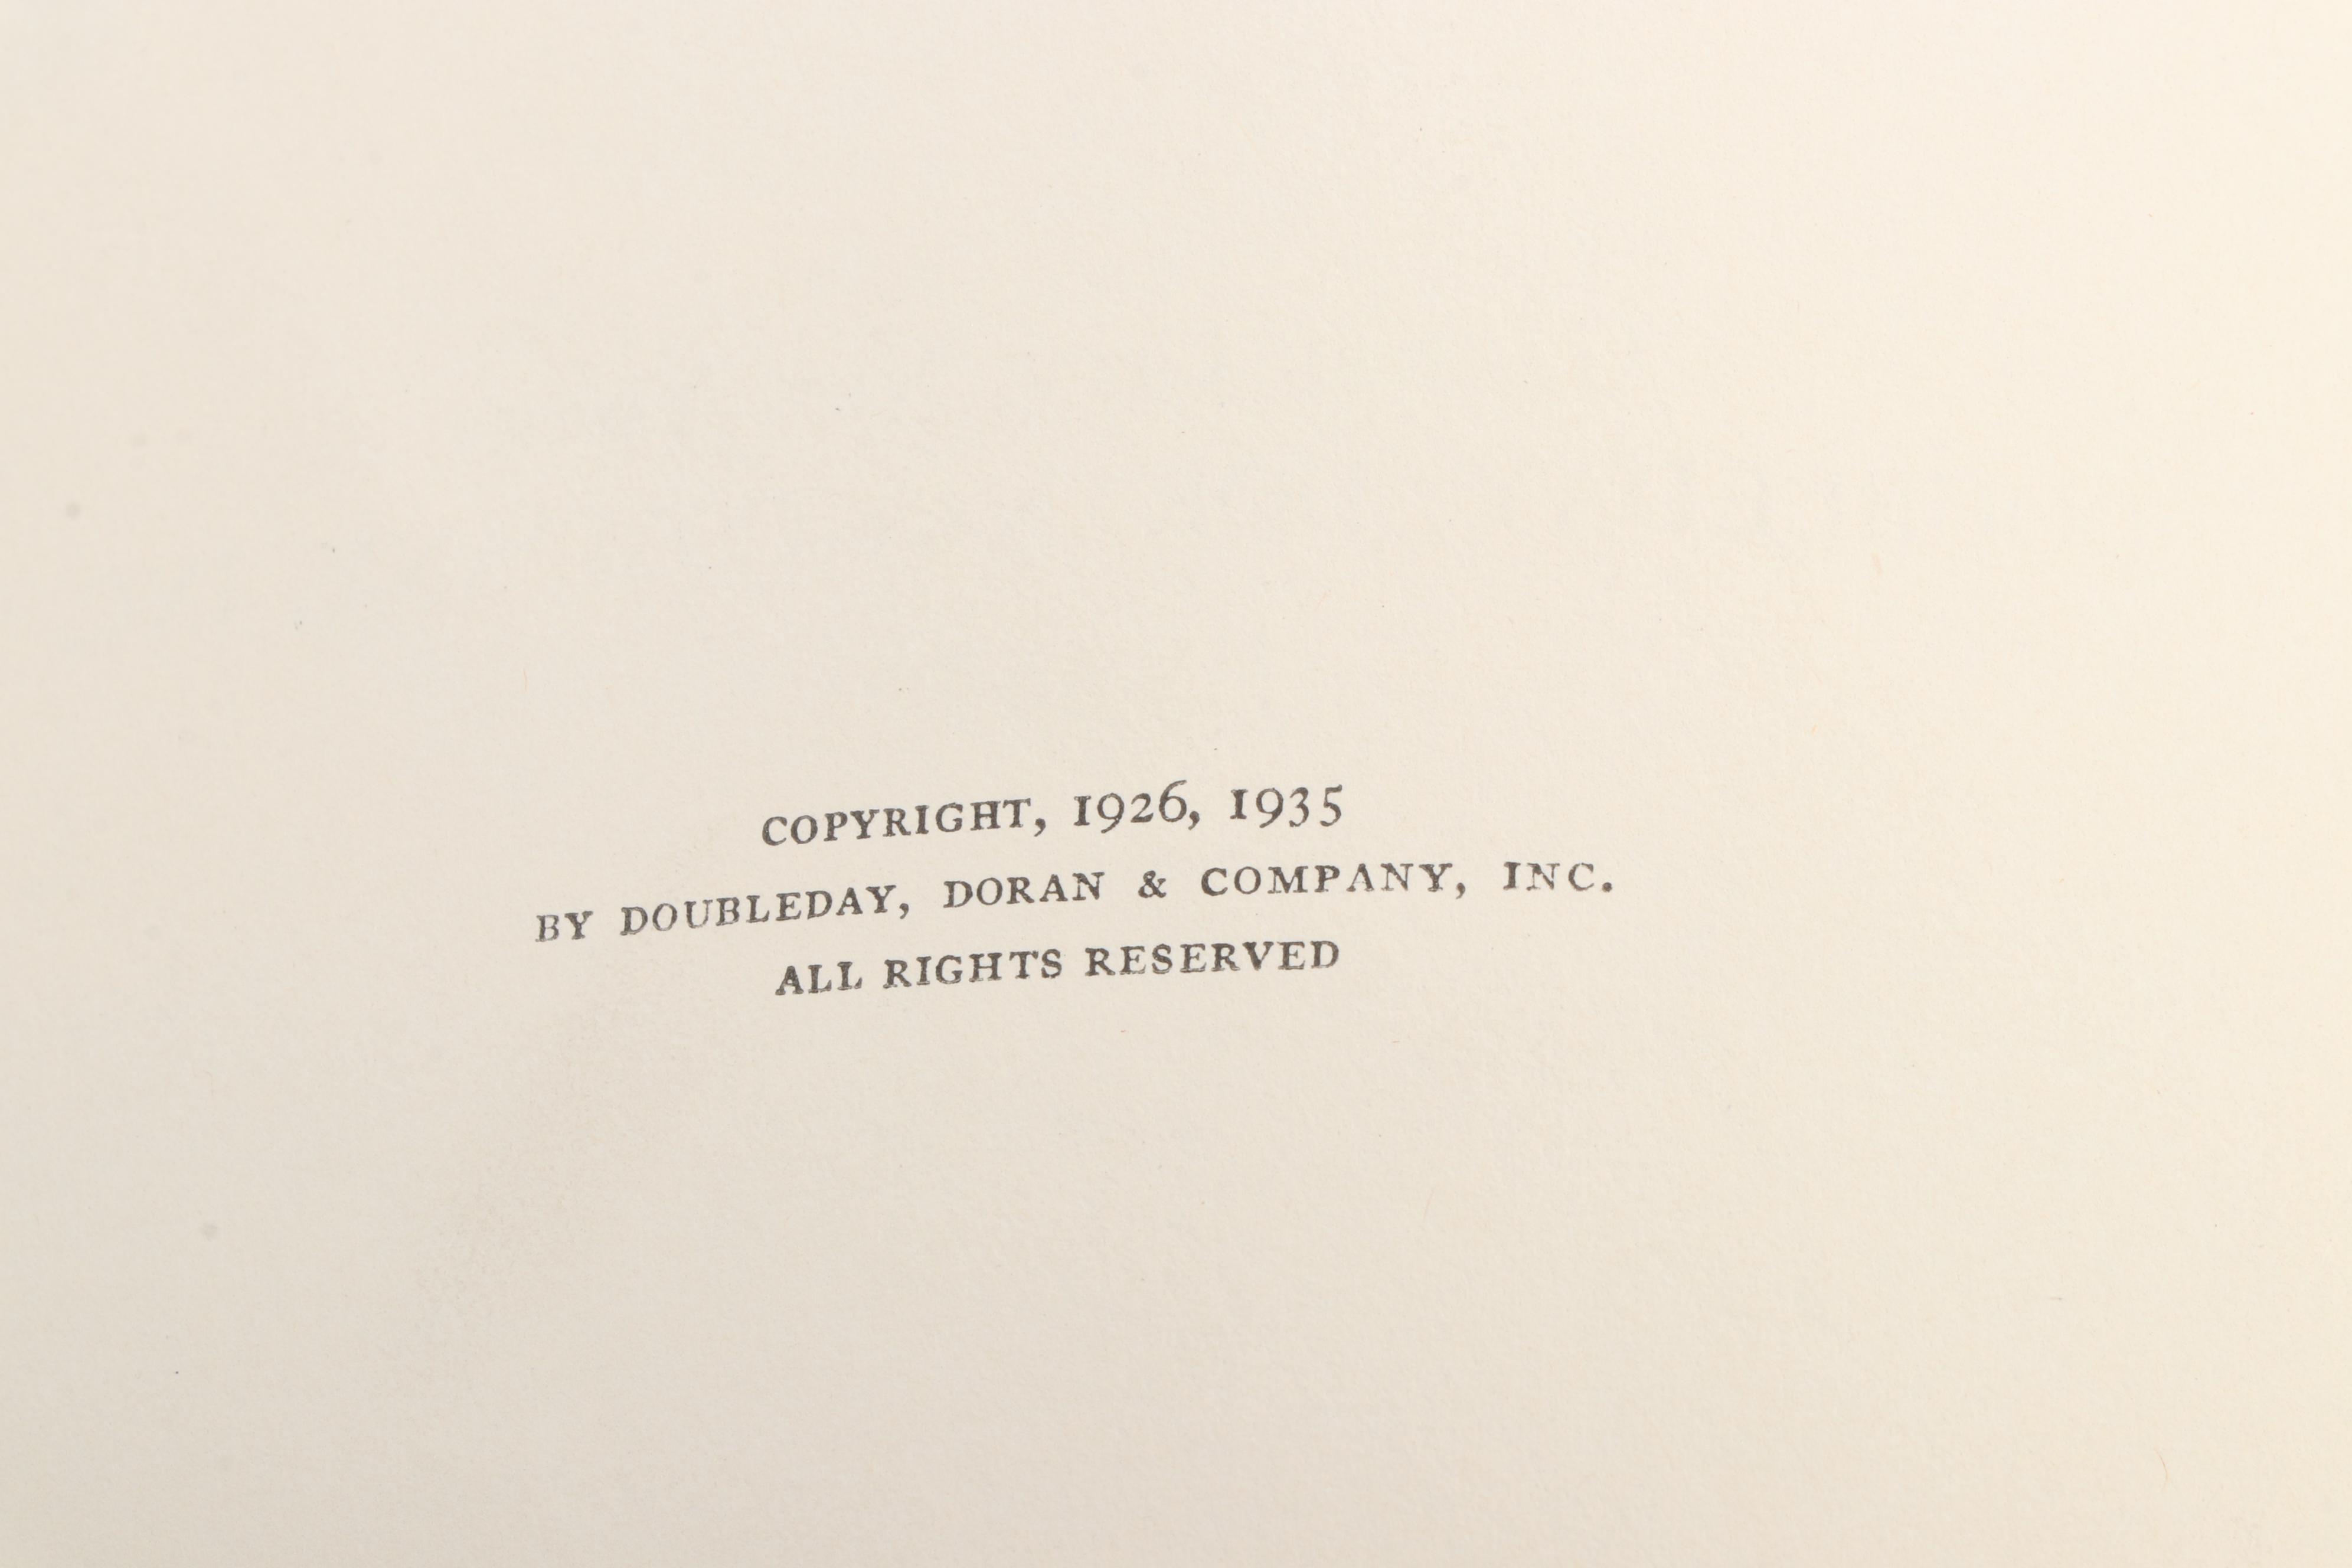 COPYRIGHT, 1926, 1935
BY DOUBLEDAY, DORAN & COMPANY, INC.
ALL RIGHTS RESERVED